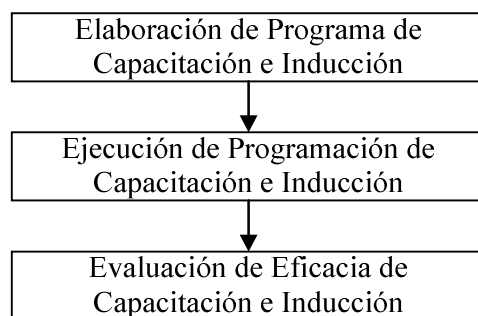 Elaboración de Programa de
Capacitación e Inducción
Ejecución de Programación de
Capacitación e Inducción
Evaluación de Eficacia de
Capacitación e Inducción